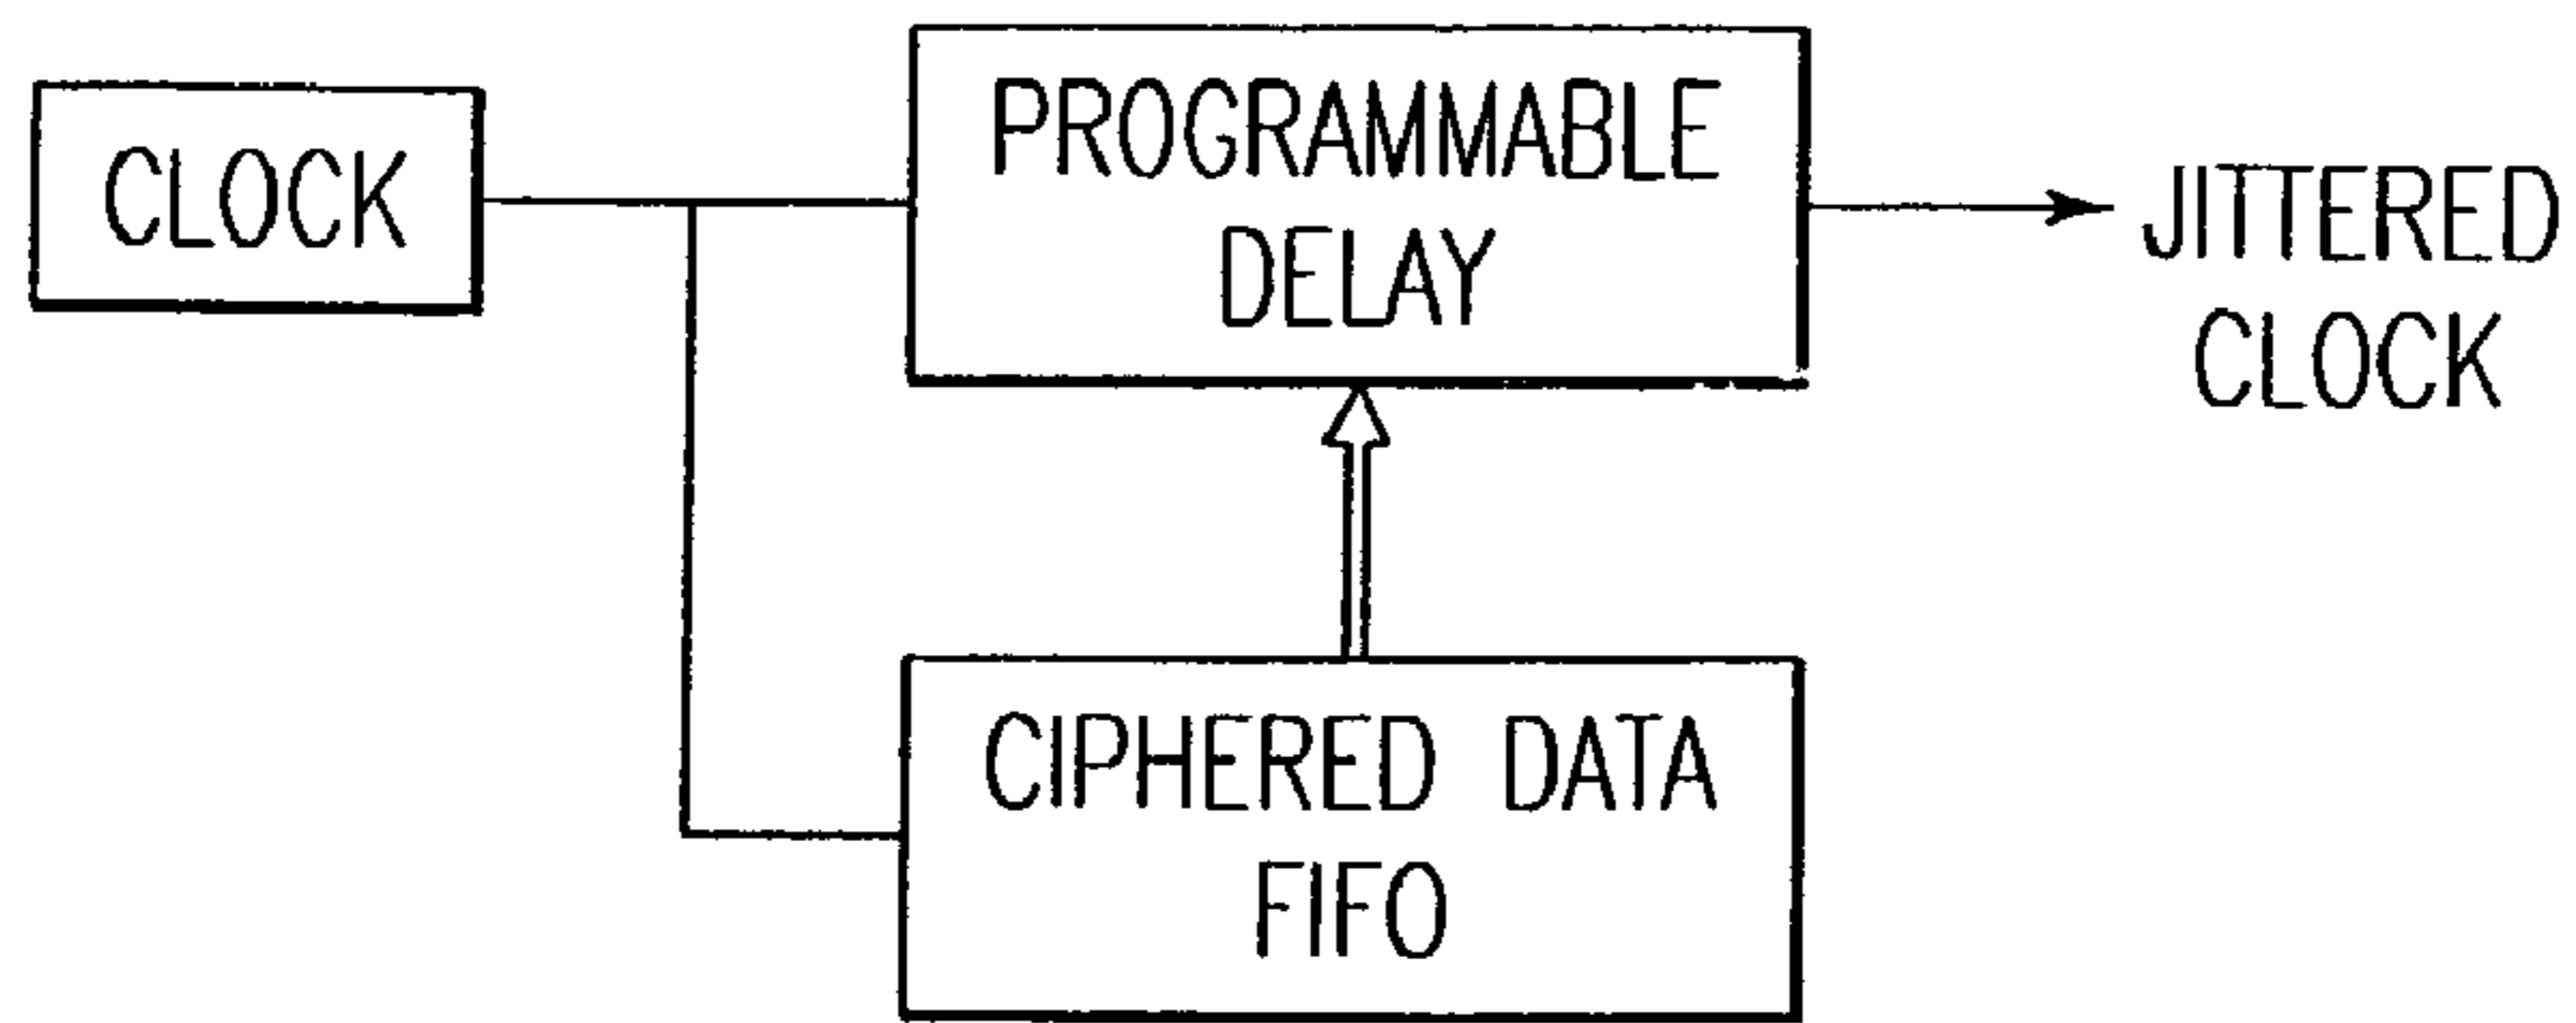 CLOCK
PROGRAMMABLE
DELAY
JITTERED
CLOCK
CIPHERED DATA
FIFO